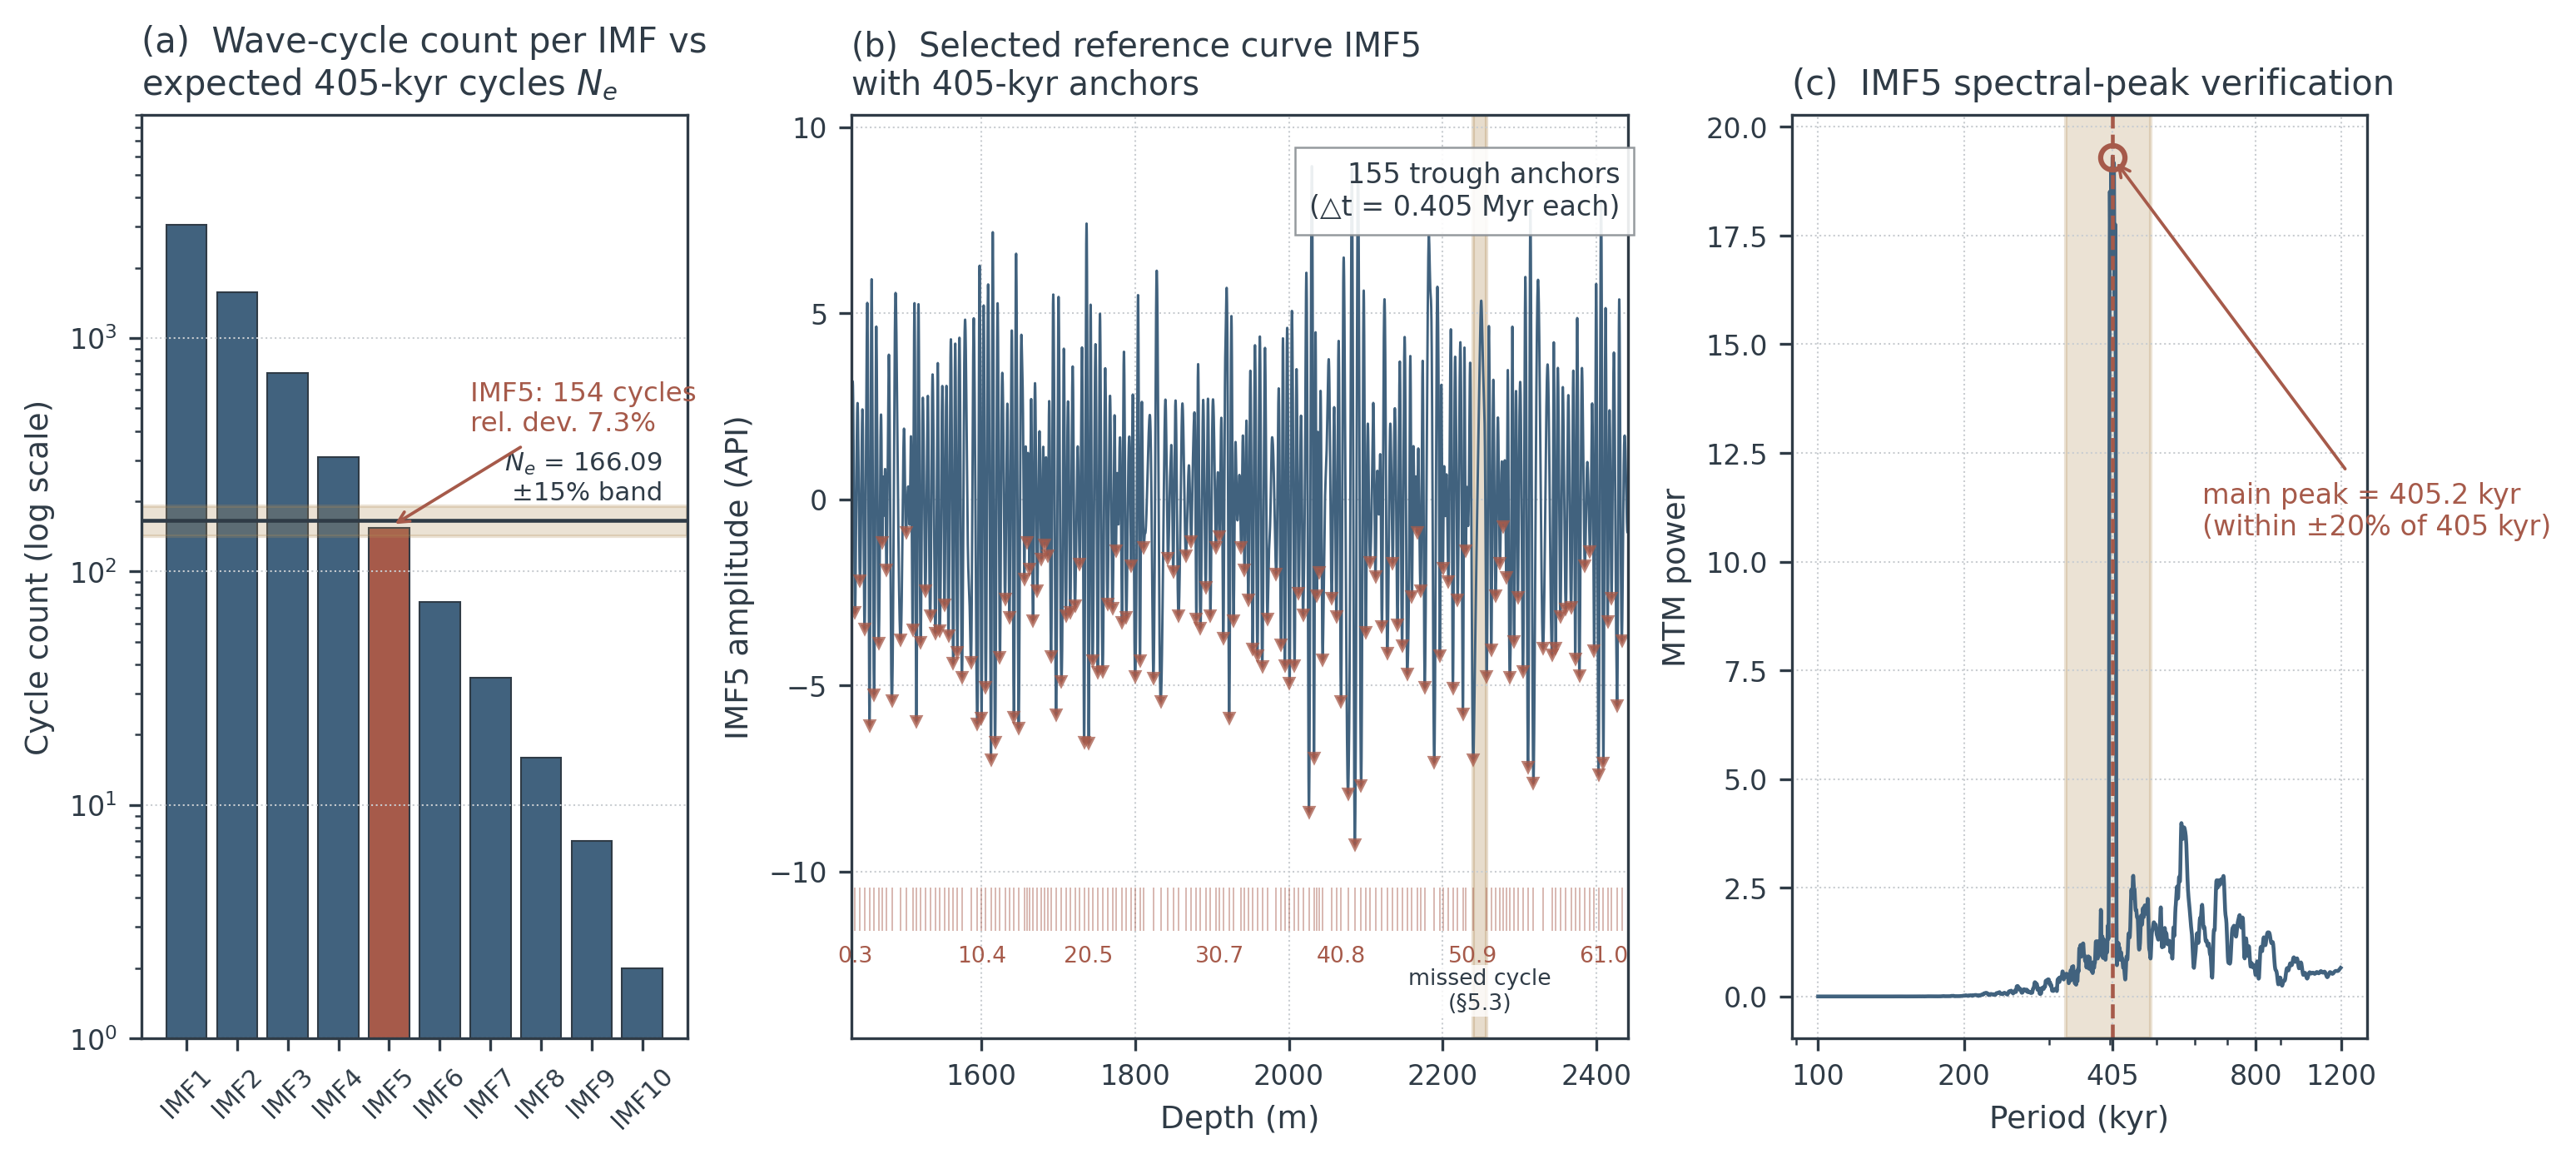 (a)  Wave-cycle count per IMF vs
expected 405-kyr cycles Nₑ
Cycle count (log scale)
10³
10²
10¹
10⁰
IMF5: 154 cycles
rel. dev. 7.3%
Nₑ = 166.09
±15% band
IMF1
IMF2
IMF3
IMF4
IMF5
IMF6
IMF7
IMF8
IMF9
IMF10
(b)  Selected reference curve IMF5
with 405-kyr anchors
IMF5 amplitude (API)
10
5
0
−5
−10
155 trough anchors
(△t = 0.405 Myr each)
0.3
10.4
20.5
30.7
40.8
50.9
61.0
missed cycle
(§5.3)
1600
1800
2000
2200
2400
Depth (m)
(c)  IMF5 spectral-peak verification
MTM power
20.0
17.5
15.0
12.5
10.0
7.5
5.0
2.5
0.0
main peak = 405.2 kyr
(within ±20% of 405 kyr)
100
200
405
800
1200
Period (kyr)